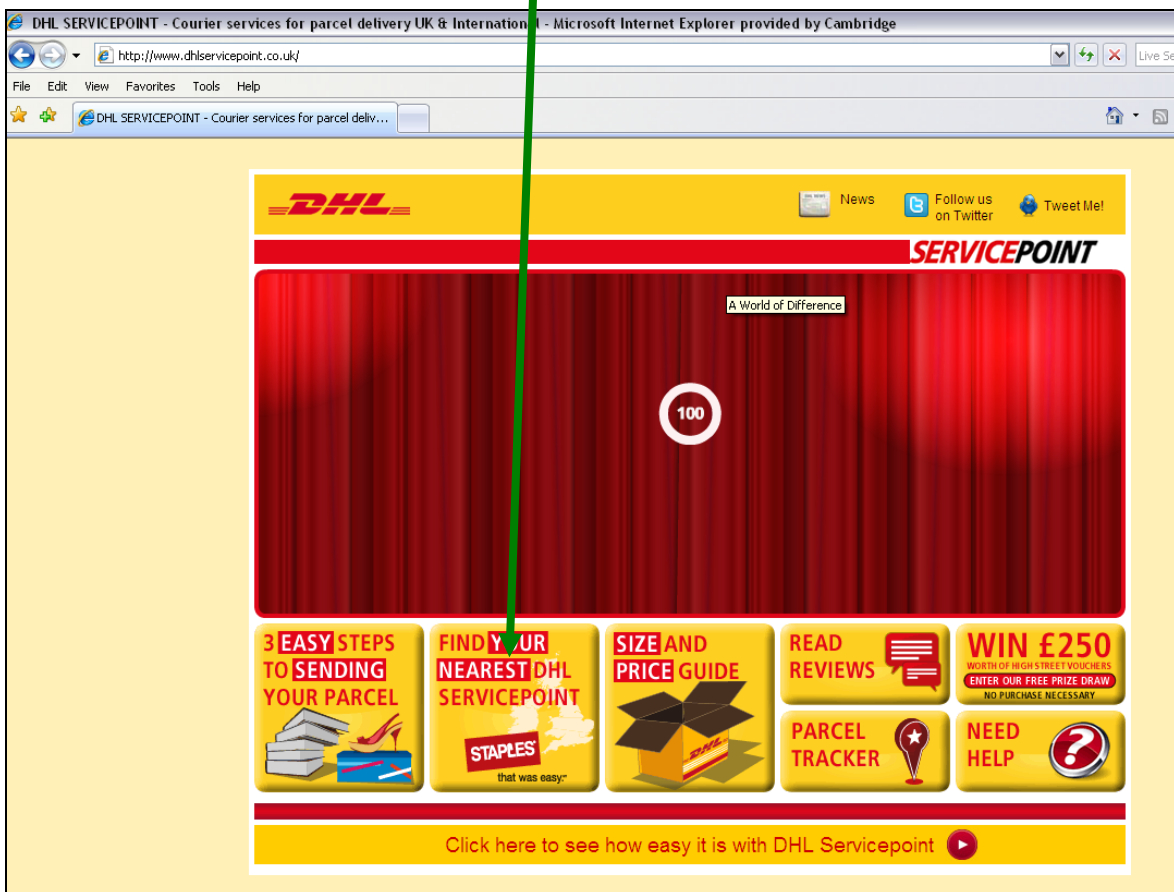 DHL SERVICEPOINT - Courier services for parcel delivery UK & International - Microsoft Internet Explorer provided by Cambridge
http://www.dhlservicepoint.co.uk/
Live Se
File Edit View Favorites Tools Help
DHL SERVICEPOINT - Courier services for parcel deliv...
DHL
News
Follow us
on Twitter
Tweet Me!
SERVICEPOINT
A World of Difference
100
3 EASY STEPS
TO SENDING
YOUR PARCEL
FIND YOUR
NEAREST DHL
SERVICEPOINT
STAPLES
that was easy.
SIZE AND
PRICE GUIDE
DHL
READ
REVIEWS
WIN £250
WORTH OF HIGH STREET VOUCHERS
ENTER OUR FREE PRIZE DRAW
NO PURCHASE NECESSARY
PARCEL
TRACKER
NEED
HELP
?
Click here to see how easy it is with DHL Servicepoint